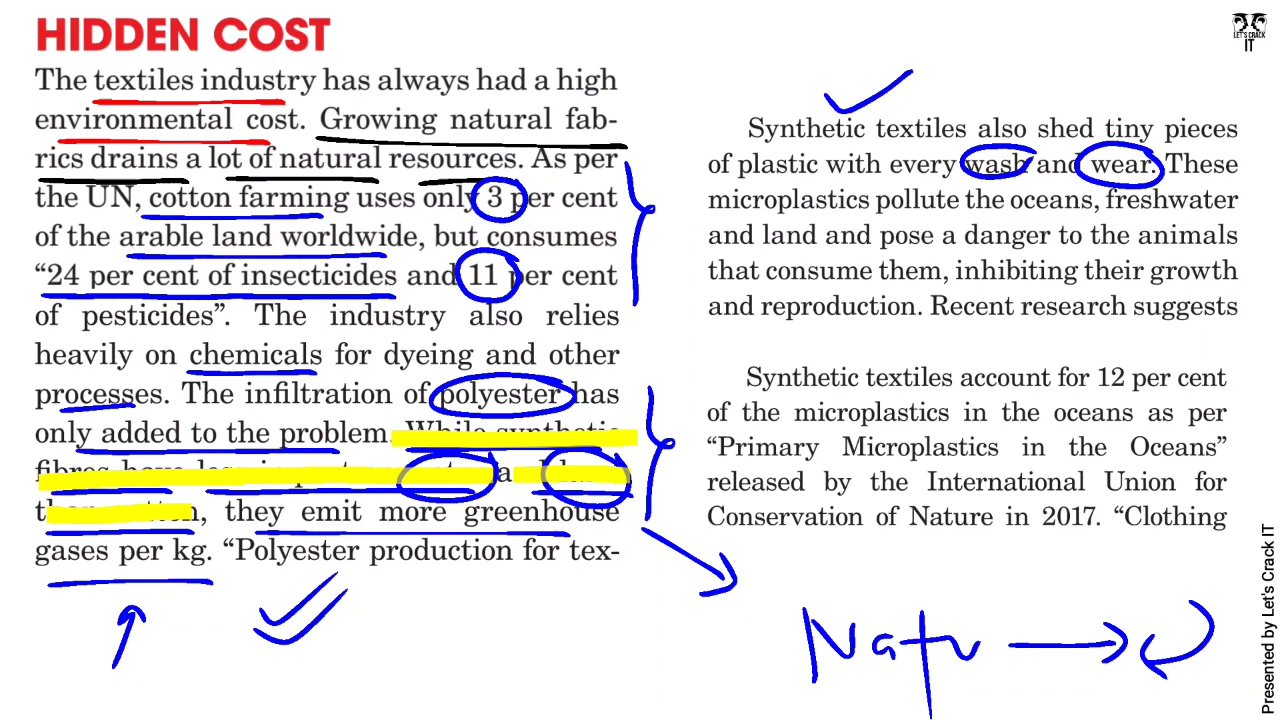 HIDDEN COST
The textiles industry has always had a high
environmental cost. Growing natural fab-
rics drains a lot of natural resources. As per
the UN, cotton farming uses only 3 per cent
of the arable land worldwide, but consumes
“24 per cent of insecticides and 11 per cent
of pesticides”. The industry also relies
heavily on chemicals for dyeing and other
processes. The infiltration of polyester has
only added to the problem. While synthetic
fibres have less impact
, they emit more greenhouse
gases per kg. “Polyester production for tex-
LET'S CRACK
IT
Synthetic textiles also shed tiny pieces
of plastic with every wash and wear. These
microplastics pollute the oceans, freshwater
and land and pose a danger to the animals
that consume them, inhibiting their growth
and reproduction. Recent research suggests
Synthetic textiles account for 12 per cent
of the microplastics in the oceans as per
“Primary Microplastics in the Oceans”
released by the International Union for
Conservation of Nature in 2017. “Clothing
Presented by Let's Crack IT